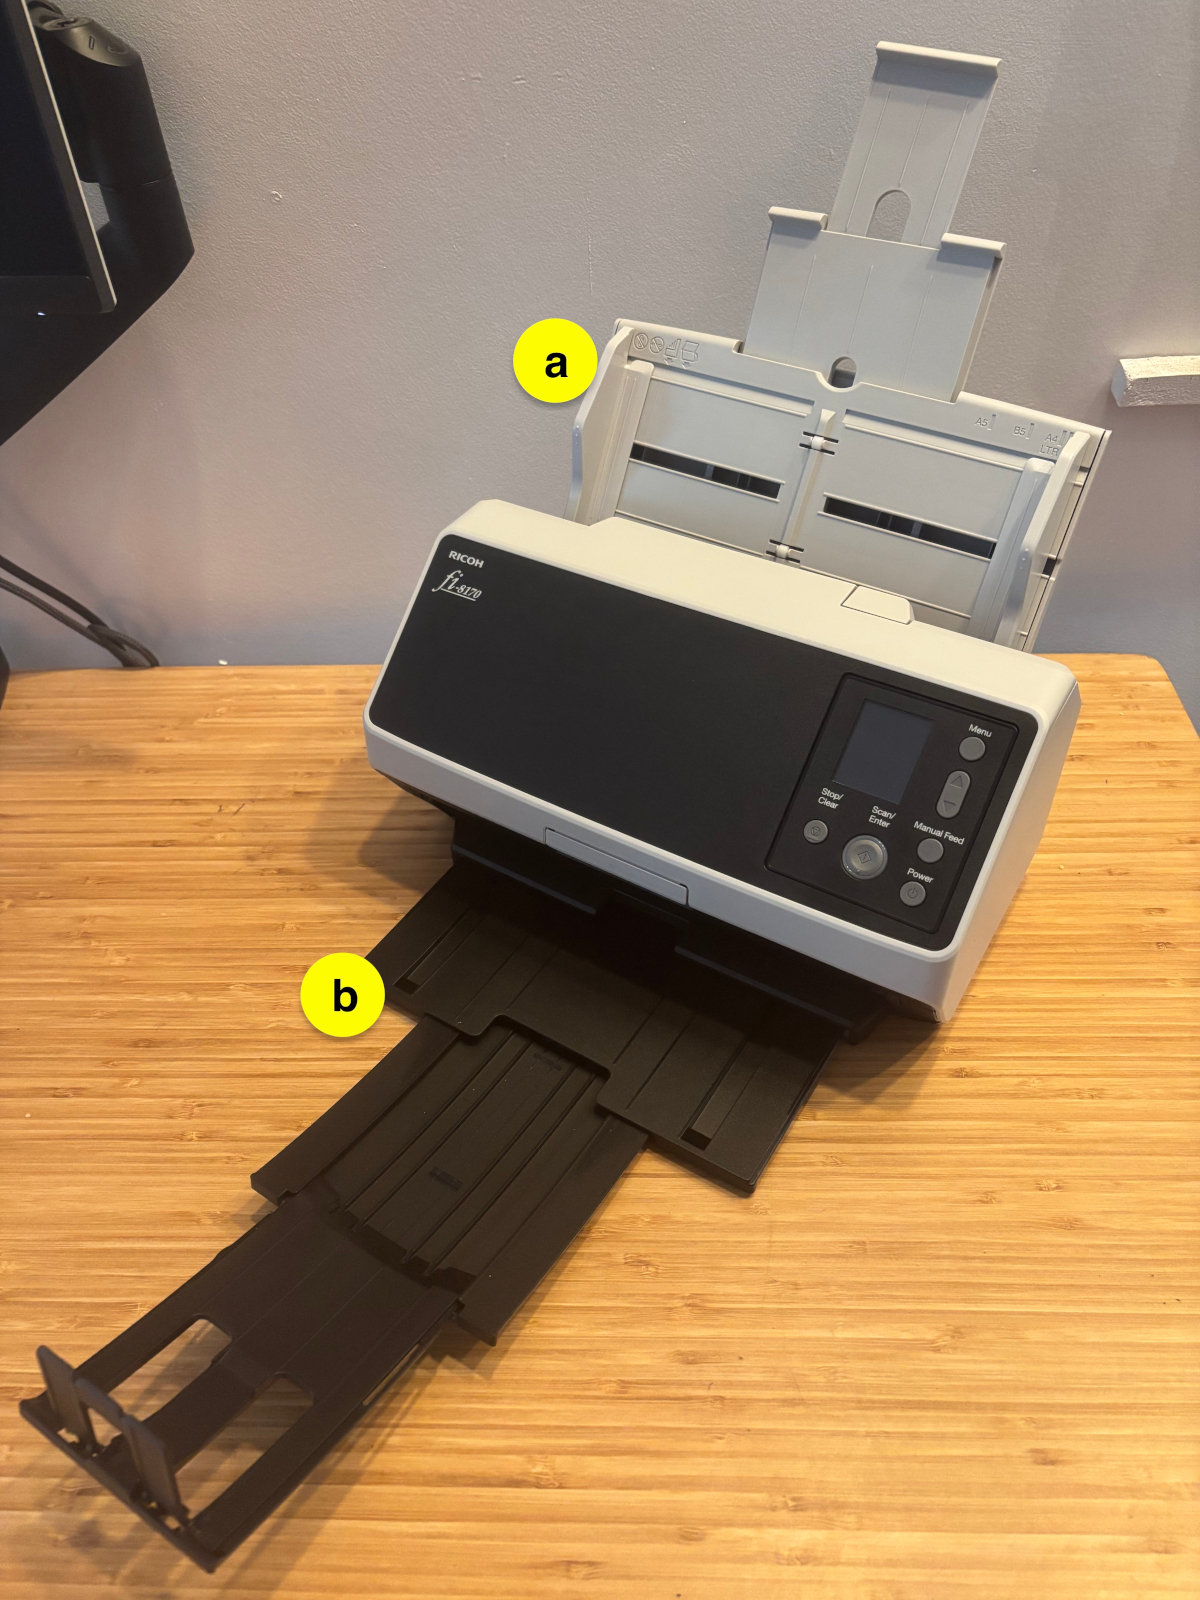 a
A5
B5
A4
LTR
RICOH
fi-8170
Menu
Stop/
Clear
Scan/
Enter
Manual Feed
Power
b